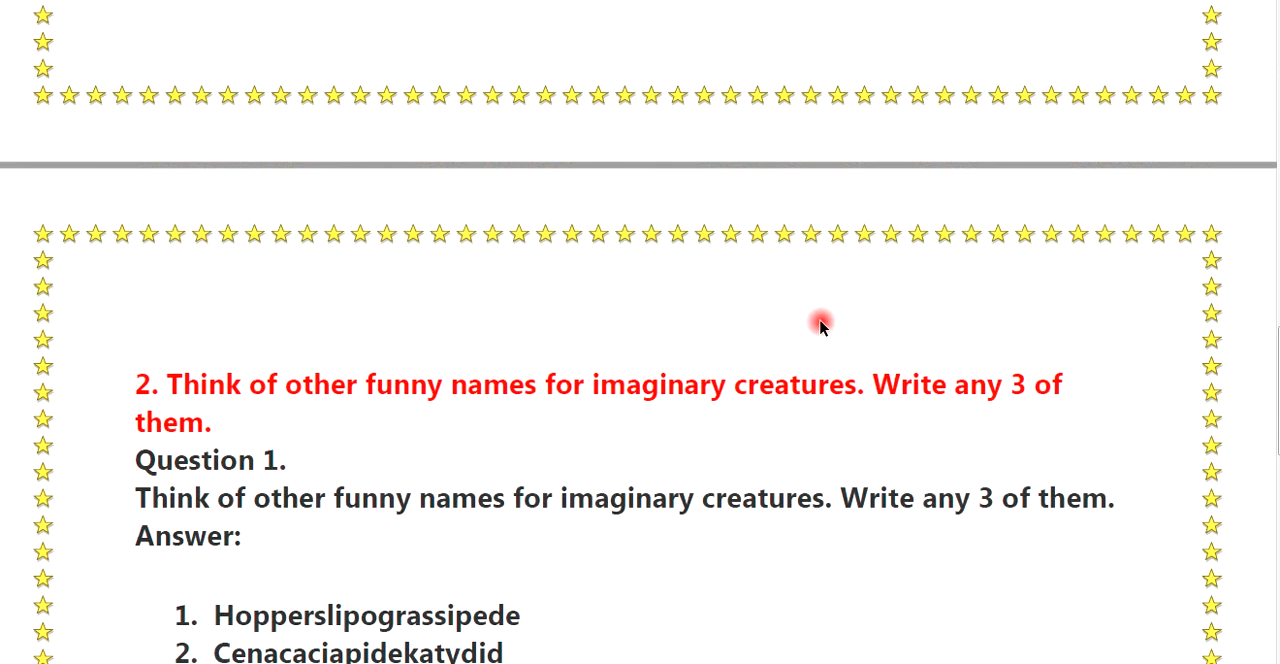 2. Think of other funny names for imaginary creatures. Write any 3 of
them.
Question 1.
Think of other funny names for imaginary creatures. Write any 3 of them.
Answer:
1. Hopperslipograssipede
2. Cenacaciapidekatydid